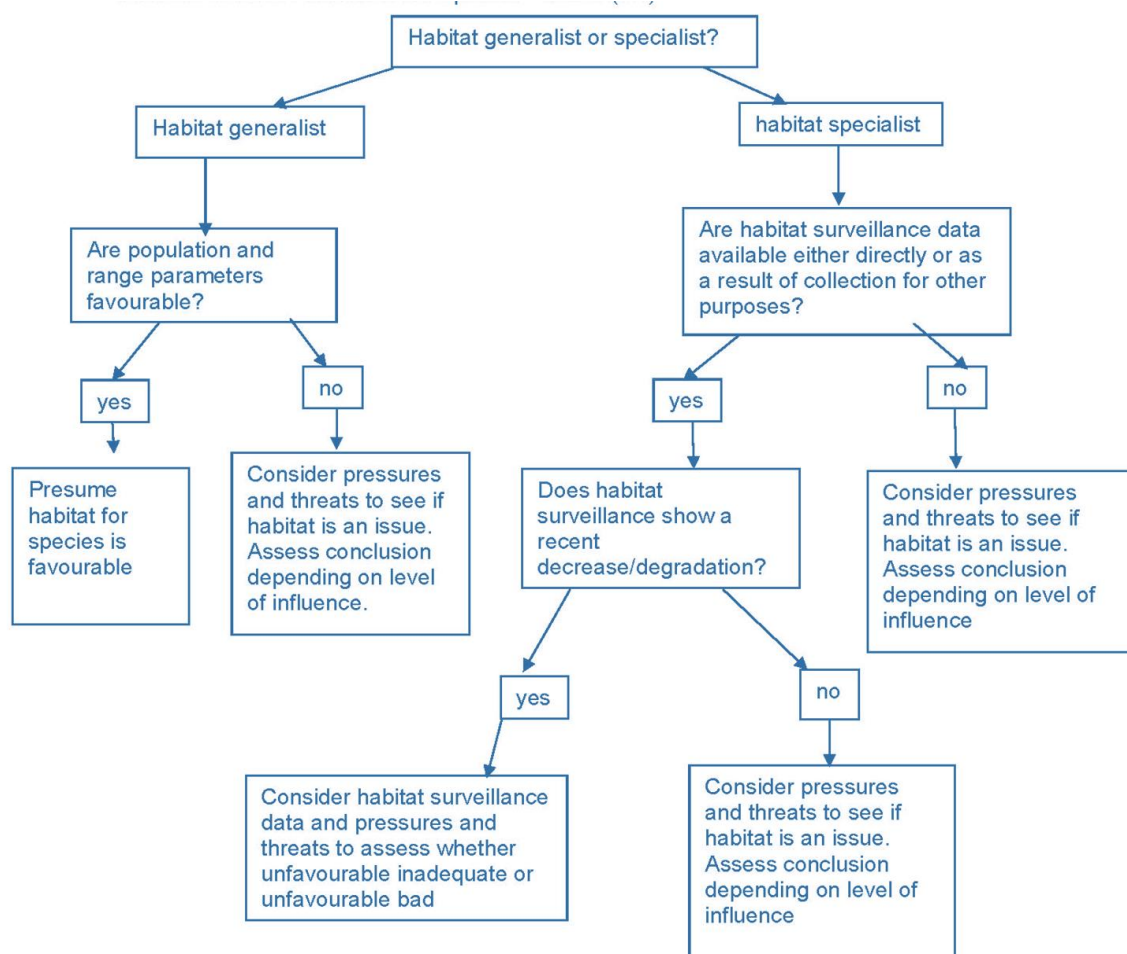 Habitat generalist or specialist?
Habitat generalist
habitat specialist
Are population and
range parameters
favourable?
Are habitat surveillance data
available either directly or as
a result of collection for other
purposes?
yes
no
yes
no
Presume
habitat for
species is
favourable
Consider pressures
and threats to see if
habitat is an issue.
Assess conclusion
depending on level
of influence.
Does habitat
surveillance show a
recent
decrease/degradation?
Consider pressures
and threats to see if
habitat is an issue.
Assess conclusion
depending on level of
influence
yes
no
Consider habitat surveillance
data and pressures and
threats to assess whether
unfavourable inadequate or
unfavourable bad
Consider pressures
and threats to see if
habitat is an issue.
Assess conclusion
depending on level of
influence